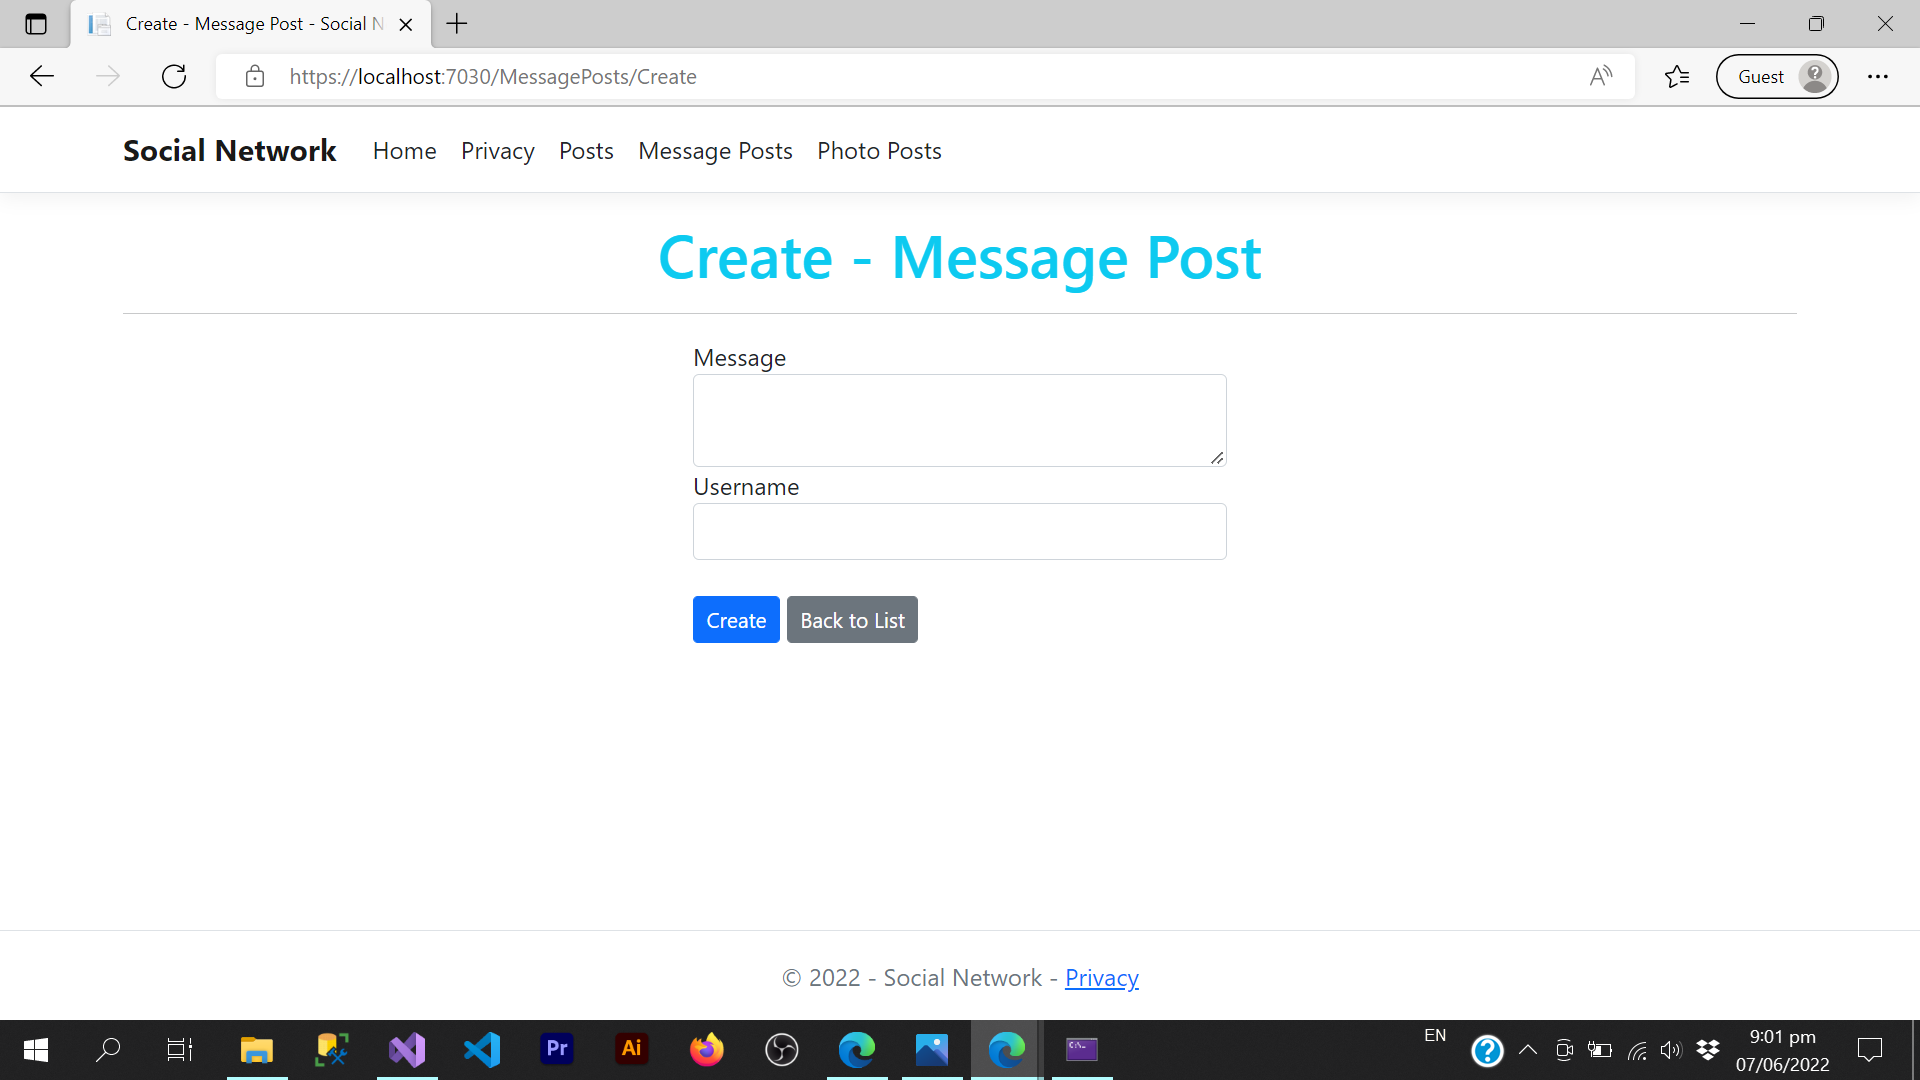 Create - Message Post - Social N
https://localhost:7030/MessagePosts/Create
Guest
Social Network Home Privacy Posts Message Posts Photo Posts
Create - Message Post
Message
Username
Create Back to List
© 2022 - Social Network - Privacy
Pr Ai
EN
9:01 pm
07/06/2022